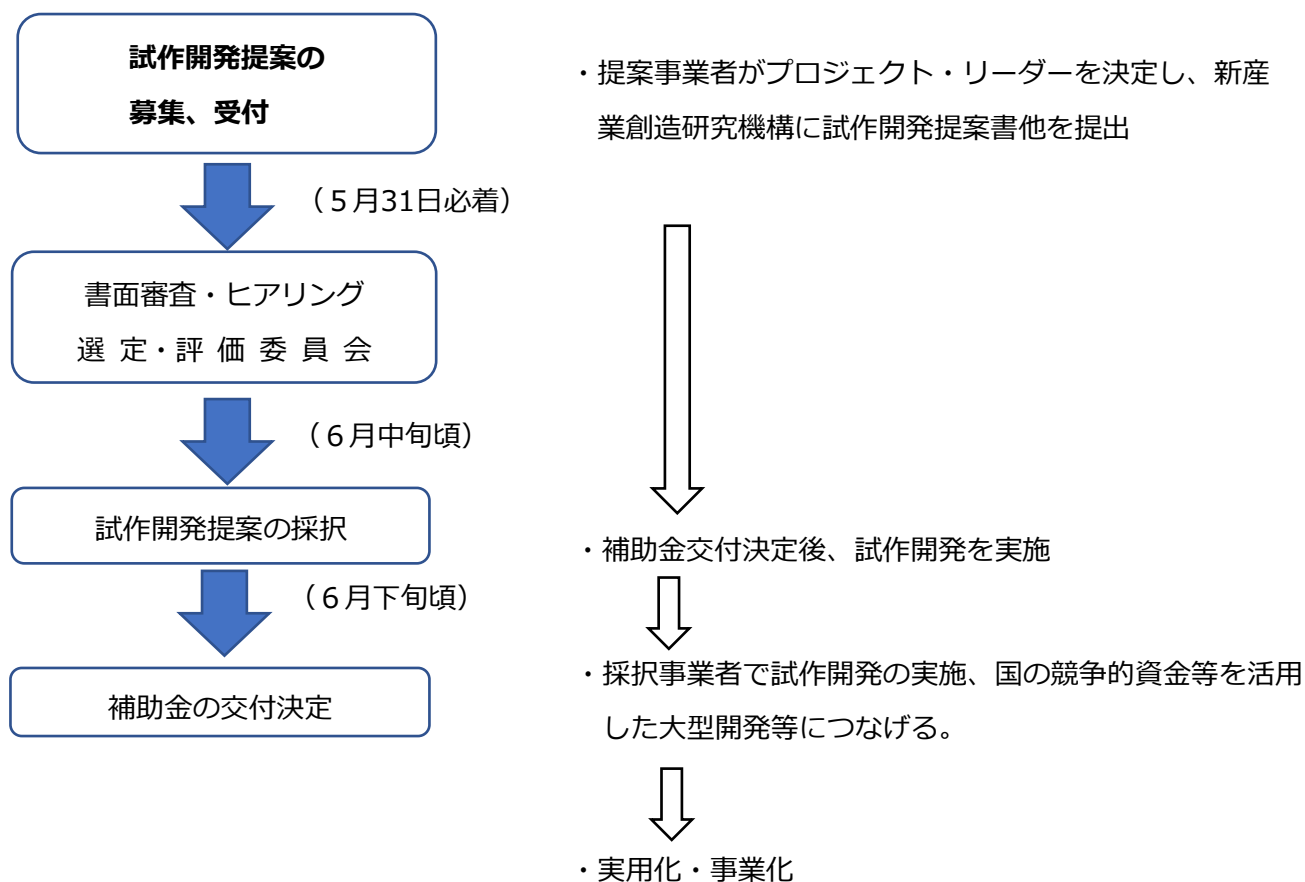 試作開発提案の
募集、受付
・提案事業者がプロジェクト・リーダーを決定し、新産
業創造研究機構に試作開発提案書他を提出
（５月31日必着）
書面審査・ヒアリング
選 定・評 価 委 員 会
（６月中旬頃）
試作開発提案の採択
・補助金交付決定後、試作開発を実施
（６月下旬頃）
補助金の交付決定
・採択事業者で試作開発の実施、国の競争的資金等を活用
した大型開発等につなげる。
・実用化・事業化